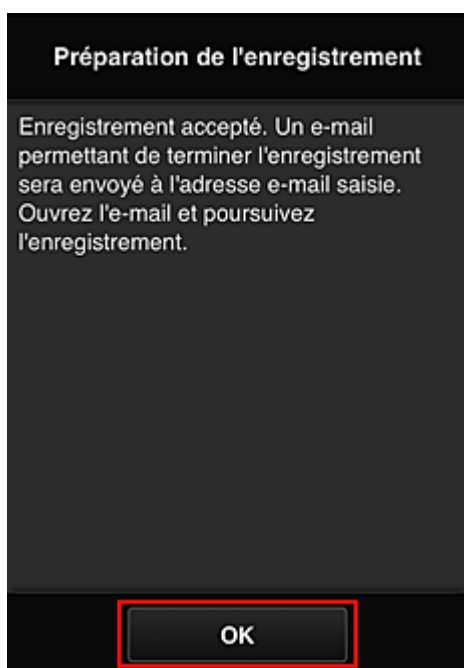 Préparation de l'enregistrement
Enregistrement accepté. Un e-mail
permettant de terminer l'enregistrement
sera envoyé à l'adresse e-mail saisie.
Ouvrez l'e-mail et poursuivez
l'enregistrement.
OK